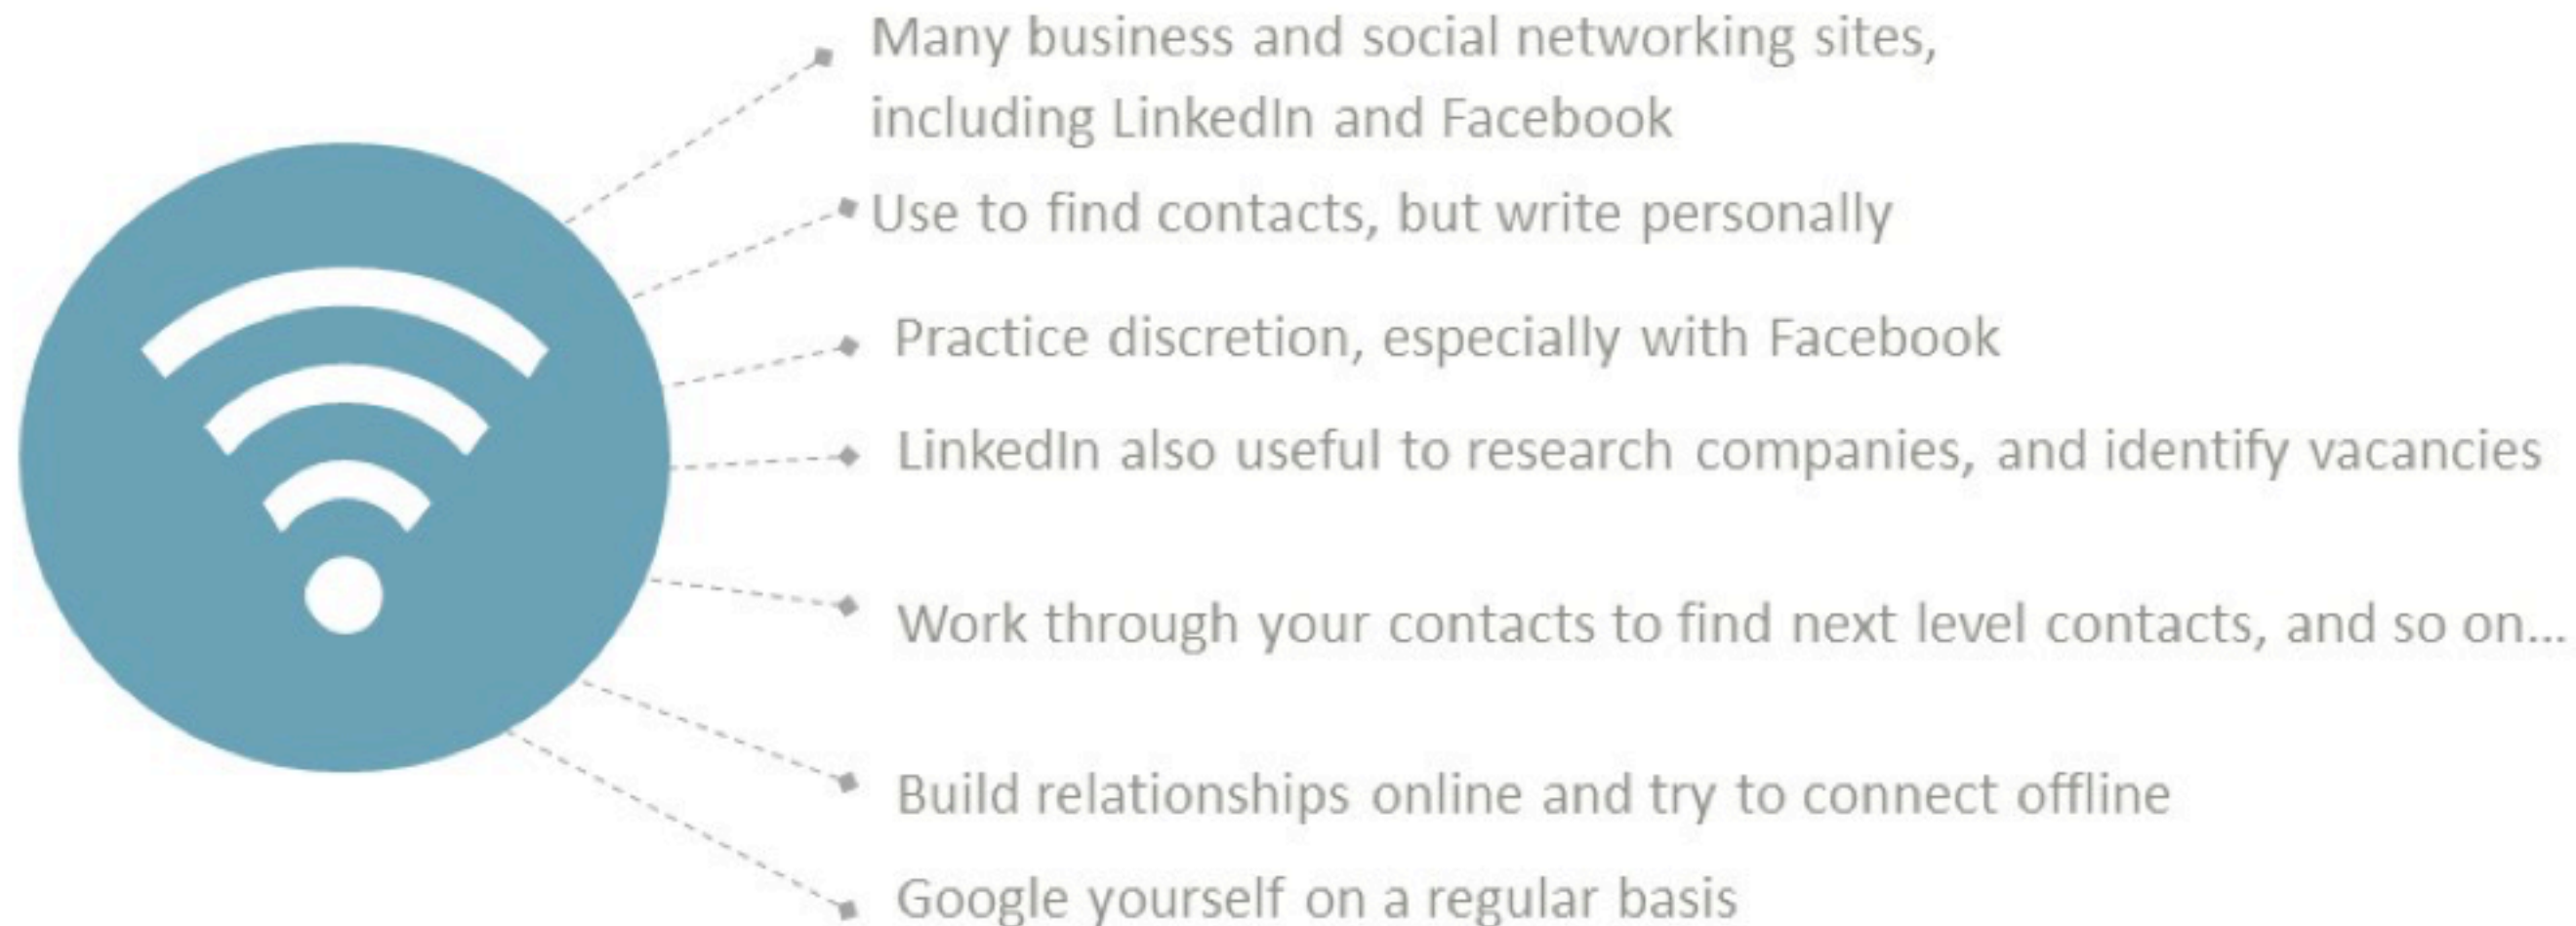 Many business and social networking sites,
including LinkedIn and Facebook
Use to find contacts, but write personally
Practice discretion, especially with Facebook
LinkedIn also useful to research companies, and identify vacancies
Work through your contacts to find next level contacts, and so on...
Build relationships online and try to connect offline
Google yourself on a regular basis